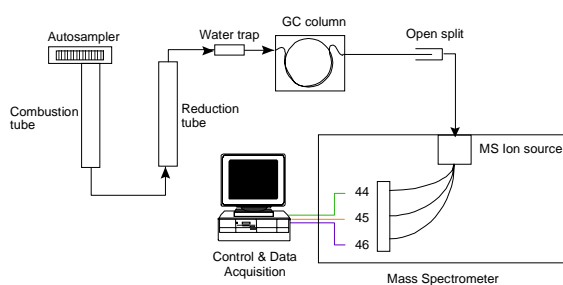 Autosampler
Water trap
GC column
Open split
Combustion
tube
Reduction
tube
MS Ion source
44
45
46
Control & Data
Acquisition
Mass Spectrometer